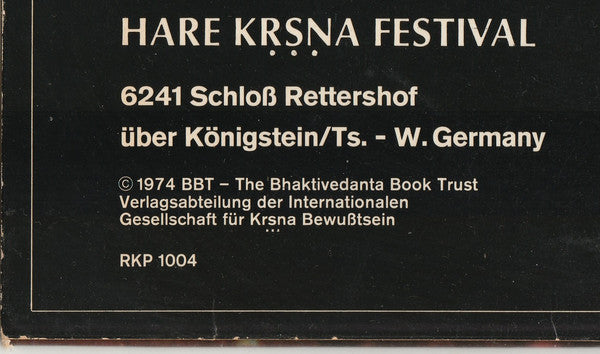 HARE KṚṢṆA FESTIVAL
6241 Schloß Rettershof
über Königstein/Ts. - W. Germany
© 1974 BBT – The Bhaktivedanta Book Trust
Verlagsabteilung der Internationalen
Gesellschaft für Kṛṣṇa Bewußtsein
RKP 1004